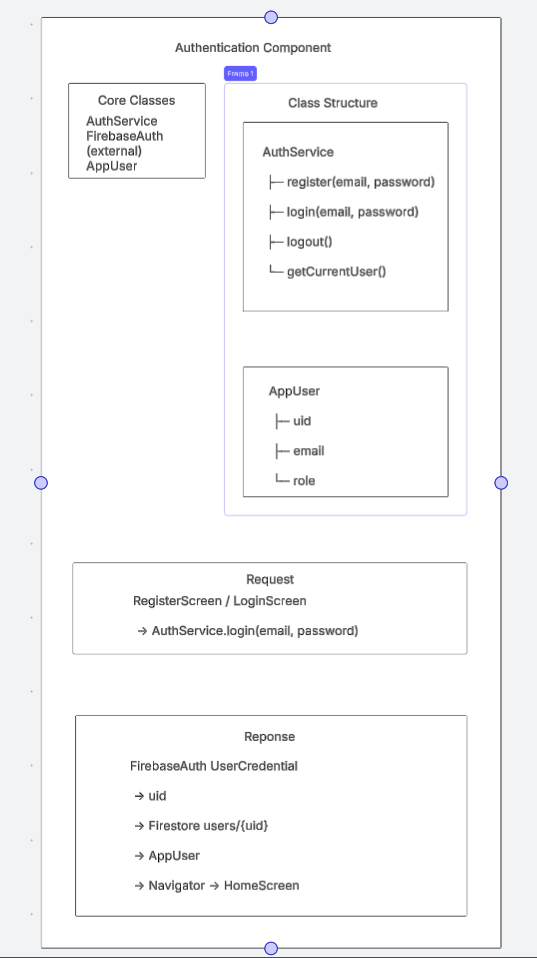 Authentication Component
Core Classes
AuthService
FirebaseAuth
(external)
AppUser
Frame 1
Class Structure
AuthService
├─ register(email, password)
├─ login(email, password)
├─ logout()
└─ getCurrentUser()
AppUser
├─ uid
├─ email
└─ role
Request
RegisterScreen / LoginScreen
→ AuthService.login(email, password)
Reponse
FirebaseAuth UserCredential
→ uid
→ Firestore users/{uid}
→ AppUser
→ Navigator → HomeScreen